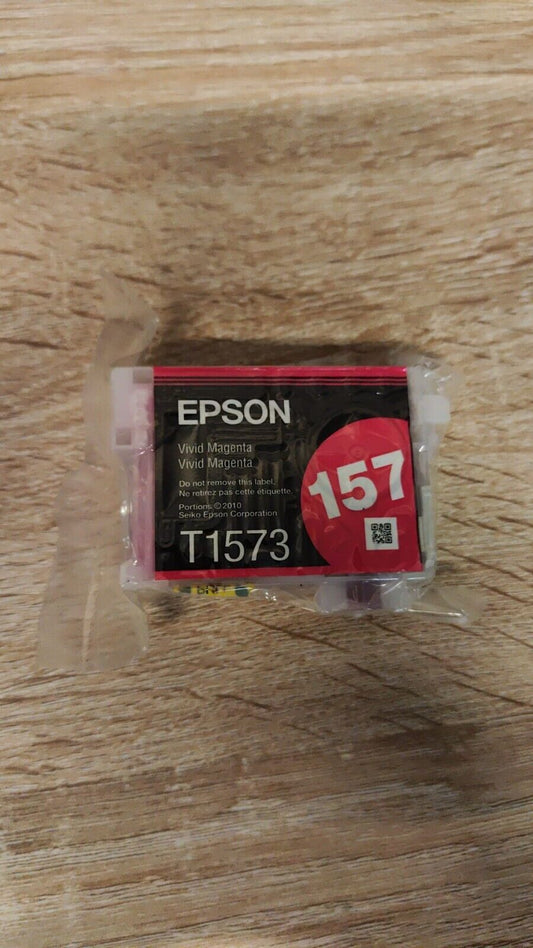 EPSON
Vivid Magenta
Vivid Magenta
Do not remove this label.
Ne retirez pas cette étiquette.
Portions ©2010
Seiko Epson Corporation
T1573
157